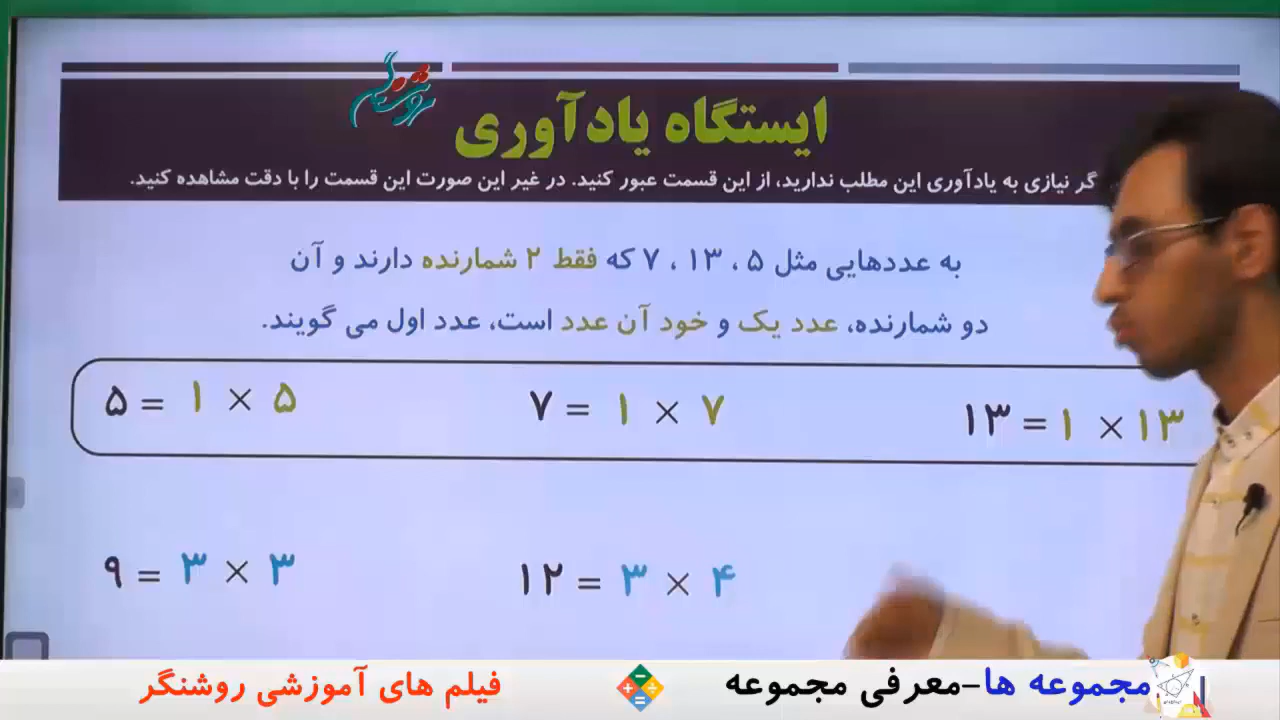 روشنگر
ایستگاه یادآوری
گر نیازی به یادآوری این مطلب ندارید، از این قسمت عبور کنید. در غیر این صورت این قسمت را با دقت مشاهده کنید.
به عددهایی مثل ۵ ، ۱۳ ، ۷ که فقط ۲ شمارنده دارند و آن
دو شمارنده، عدد یک و خود آن عدد است، عدد اول می گویند.
۵ = ۱ × ۵
۷ = ۱ × ۷
۱۳ = ۱ × ۱۳
۹ = ۳ × ۳
۱۲ = ۳ × ۴
مجموعه ها-معرفی مجموعه
فیلم های آموزشی روشنگر